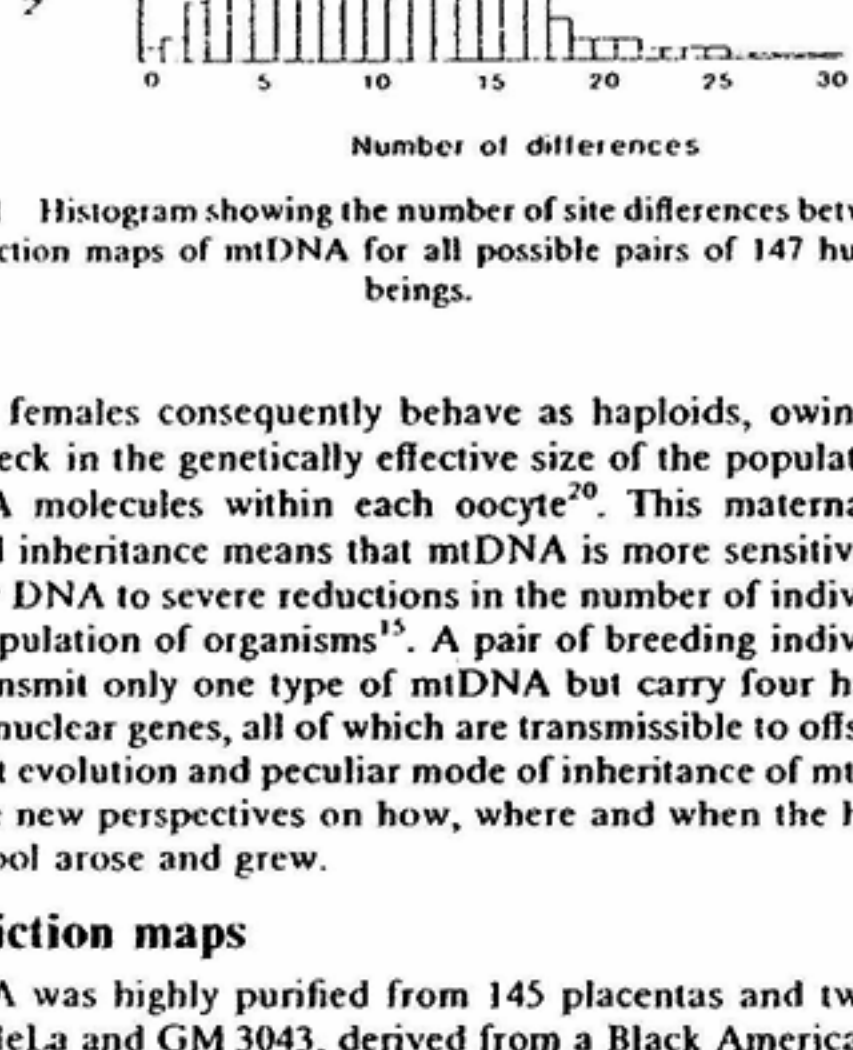 0 5 10 15 20 25 30
Number of differences
Histogram showing the number of site differences betw
ction maps of mtDNA for all possible pairs of 147 hu
beings.
females consequently behave as haploids, owin
eck in the genetically effective size of the populat
A molecules within each oocyte²⁰. This materna
l inheritance means that mtDNA is more sensitiv
DNA to severe reductions in the number of indiv
pulation of organisms¹⁵. A pair of breeding indiv
nsmit only one type of mtDNA but carry four h
nuclear genes, all of which are transmissible to offs
t evolution and peculiar mode of inheritance of mt
new perspectives on how, where and when the h
ool arose and grew.
iction maps
A was highly purified from 145 placentas and tw
HeLa and GM 3043, derived from a Black America